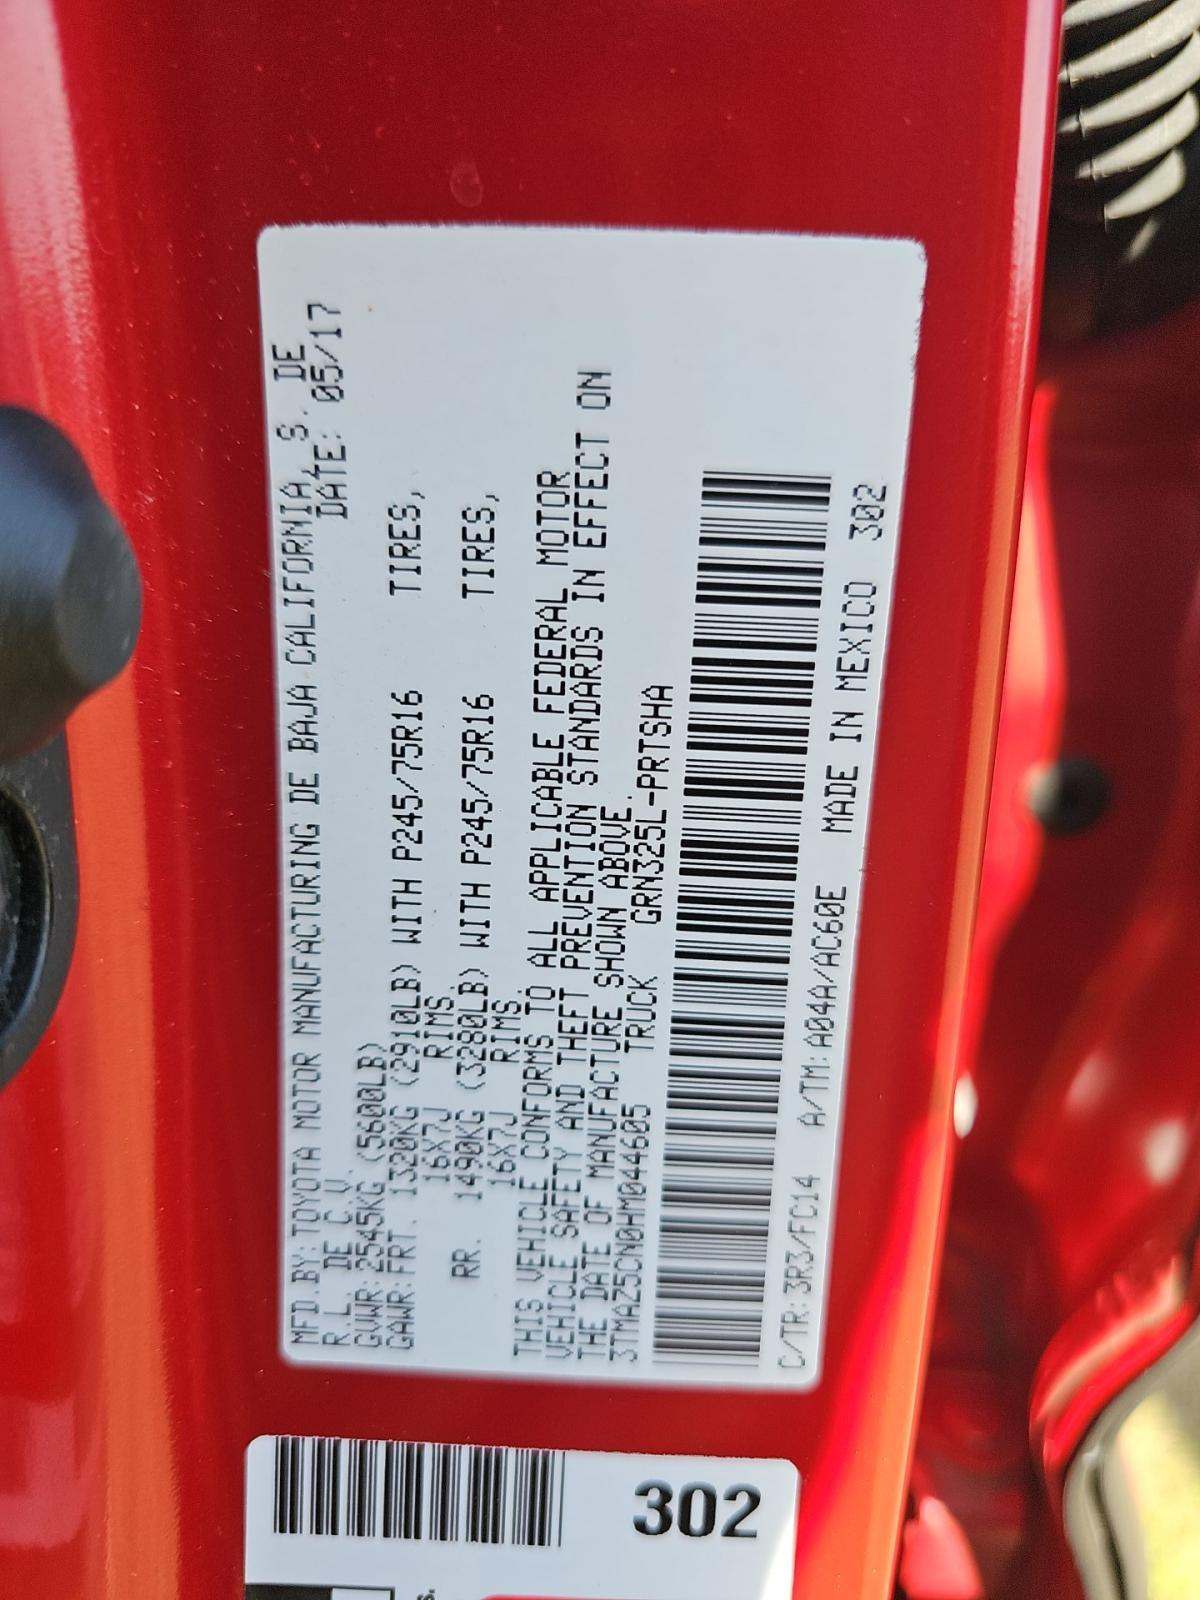 MFD.BY:TOYOTA MOTOR MANUFACTURING DE BAJA CALIFORNIA, S. DE
R.L. DE C.V. DATE: 05/17
GVWR:2545KG (5600LB)
GAWR:FRT. 1320KG (2910LB) WITH P245/75R16 TIRES,
16X7J RIMS.
RR. 1490KG (3280LB) WITH P245/75R16 TIRES,
16X7J RIMS.
THIS VEHICLE CONFORMS TO ALL APPLICABLE FEDERAL MOTOR
VEHICLE SAFETY AND THEFT PREVENTION STANDARDS IN EFFECT ON
THE DATE OF MANUFACTURE SHOWN ABOVE.
3TMAZ5CN0HM044605 TRUCK GRN325L-PRTSHA
C/TR:3R3/FC14 A/TM:A04A/AC60E MADE IN MEXICO 302
302